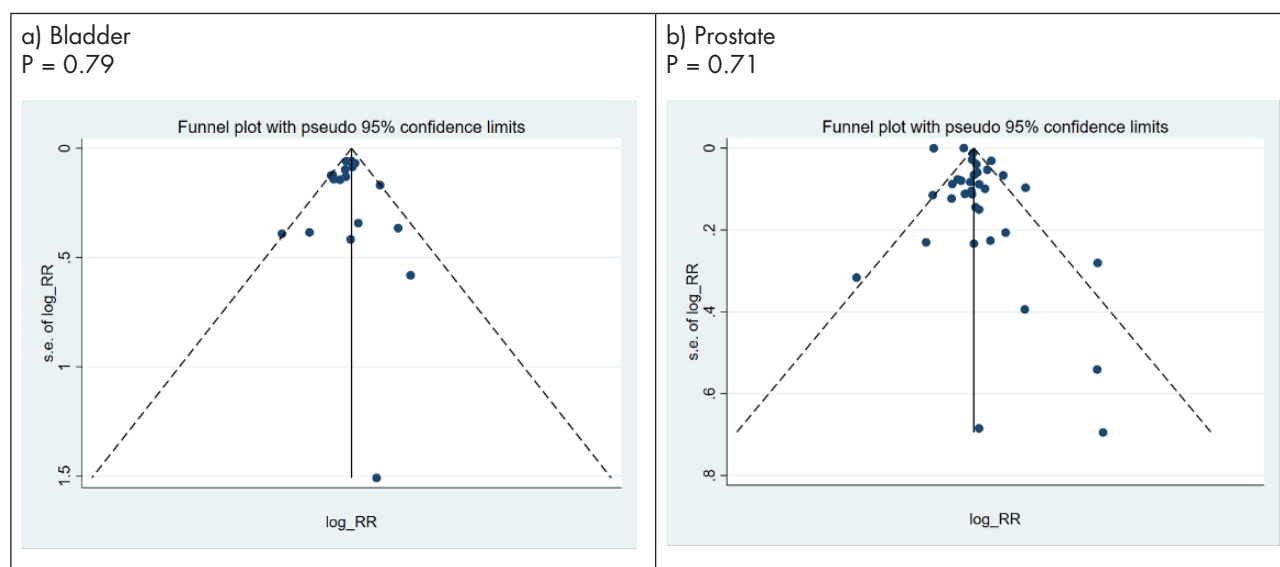 a) Bladder
P = 0.79
Funnel plot with pseudo 95% confidence limits
0
.5
1
1.5
s.e. of log_RR
log_RR
b) Prostate
P = 0.71
Funnel plot with pseudo 95% confidence limits
0
.2
.4
.6
.8
s.e. of log_RR
log_RR